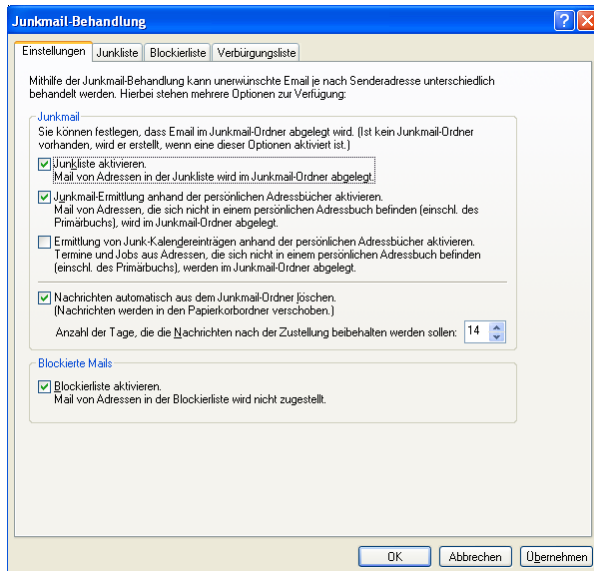 Junkmail-Behandlung
Einstellungen Junkliste Blockierliste Verbürgungsliste
Mithilfe der Junkmail-Behandlung kann unerwünschte Email je nach Senderadresse unterschiedlich
behandelt werden. Hierbei stehen mehrere Optionen zur Verfügung:
Junkmail
Sie können festlegen, dass Email im Junkmail-Ordner abgelegt wird. (Ist kein Junkmail-Ordner
vorhanden, wird er erstellt, wenn eine dieser Optionen aktiviert ist.)
Junkliste aktivieren.
Mail von Adressen in der Junkliste wird im Junkmail-Ordner abgelegt.
Junkmail-Ermittlung anhand der persönlichen Adressbücher aktivieren.
Mail von Adressen, die sich nicht in einem persönlichen Adressbuch befinden (einschl. des
Primärbuchs), wird im Junkmail-Ordner abgelegt.
Ermittlung von Junk-Kalendereinträgen anhand der persönlichen Adressbücher aktivieren.
Termine und Jobs aus Adressen, die sich nicht in einem persönlichen Adressbuch befinden
(einschl. des Primärbuchs), werden im Junkmail-Ordner abgelegt.
Nachrichten automatisch aus dem Junkmail-Ordner löschen.
(Nachrichten werden in den Papierkorbordner verschoben.)
Anzahl der Tage, die die Nachrichten nach der Zustellung beibehalten werden sollen: 14
Blockierte Mails
Blockierliste aktivieren.
Mail von Adressen in der Blockierliste wird nicht zugestellt.
OK Abbrechen Übernehmen